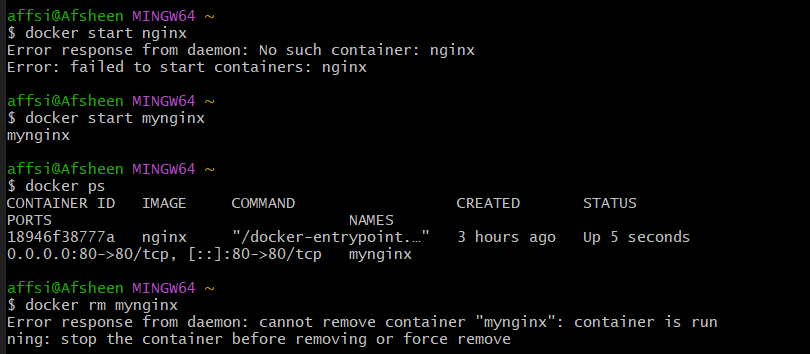 affsi@Afsheen MINGW64 ~
$ docker start nginx
Error response from daemon: No such container: nginx
Error: failed to start containers: nginx
affsi@Afsheen MINGW64 ~
$ docker start mynginx
mynginx
affsi@Afsheen MINGW64 ~
$ docker ps
CONTAINER ID   IMAGE     COMMAND                  CREATED       STATUS
PORTS                                 NAMES
18946f38777a   nginx     "/docker-entrypoint.…"   3 hours ago   Up 5 seconds
0.0.0.0:80->80/tcp, [::]:80->80/tcp   mynginx
affsi@Afsheen MINGW64 ~
$ docker rm mynginx
Error response from daemon: cannot remove container "mynginx": container is run
ning: stop the container before removing or force remove